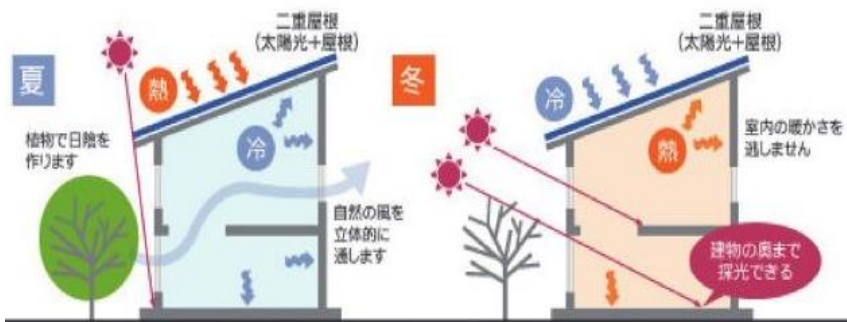 二重屋根
(太陽光+屋根)
夏
熱
植物で日陰を
作ります
冷
自然の風を
立体的に
通します
二重屋根
(太陽光+屋根)
冬
冷
熱
室内の暖かさを
逃しません
建物の奥まで
採光できる